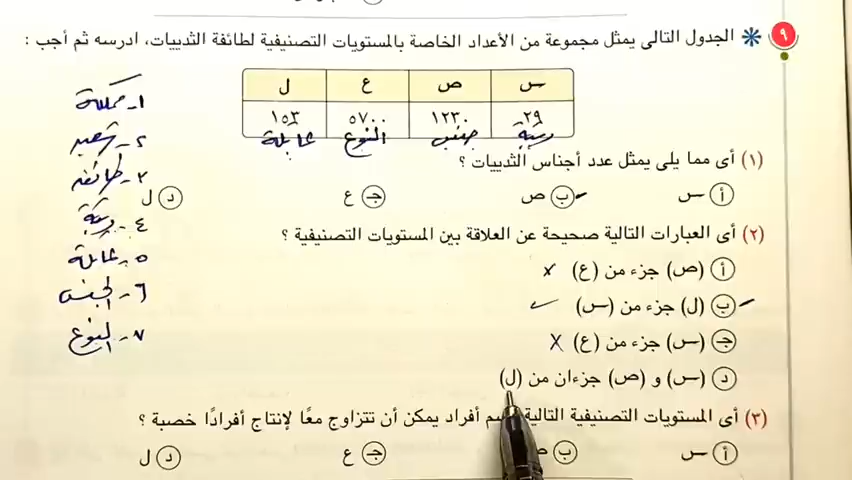 ٩ * الجدول التالى يمثل مجموعة من الأعداد الخاصة بالمستويات التصنيفية لطائفة الثدييات، ادرسه ثم أجب :
س ص ع ل
٢٩ ١٢٣٠ ٥٧٠٠ ١٥٣
رتبة جنس النوع عائلة
١- مملكة
٢- شعبة
٣- طائفة
٤- رتبة
٥- عائلة
٦- الجنس
٧- النوع
(١) أى مما يلى يمثل عدد أجناس الثدييات ؟
أ س ب ص ج ع د ل
(٢) أى العبارات التالية صحيحة عن العلاقة بين المستويات التصنيفية ؟
أ (ص) جزء من (ع) ×
ب (ل) جزء من (س) ✓
ج (س) جزء من (ع) ×
د (س) و (ص) جزءان من (ل)
(٣) أى المستويات التصنيفية التالية أفراد يمكن أن تتزاوج معًا لإنتاج أفرادًا خصبة ؟
أ س ب ص ج ع د ل